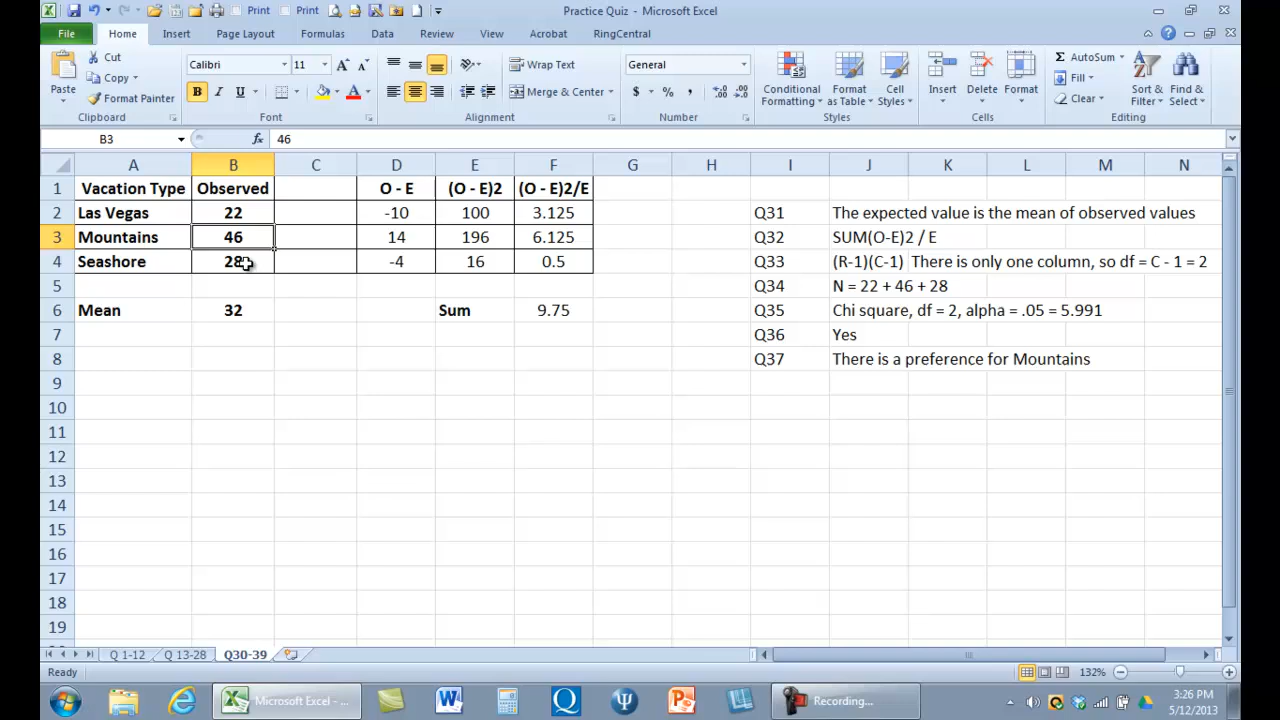 Print Print Practice Quiz - Microsoft Excel
File Home Insert Page Layout Formulas Data Review View Acrobat RingCentral
Paste Cut Copy Format Painter Clipboard
Calibri 11 B I U A Font
Wrap Text Merge & Center Alignment
General $ % , Number
Conditional Formatting Format as Table Cell Styles Styles
Insert Delete Format Cells
AutoSum Fill Clear Sort & Filter Find & Select Editing
B3 fx 46
A B C D E F G H I J K L M N
1 Vacation Type Observed O - E (O - E)2 (O - E)2/E
2 Las Vegas 22 -10 100 3.125 Q31 The expected value is the mean of observed values
3 Mountains 46 14 196 6.125 Q32 SUM(O-E)2 / E
4 Seashore 28 -4 16 0.5 Q33 (R-1)(C-1) There is only one column, so df = C - 1 = 2
5 Q34 N = 22 + 46 + 28
6 Mean 32 Sum 9.75 Q35 Chi square, df = 2, alpha = .05 = 5.991
7 Q36 Yes
8 Q37 There is a preference for Mountains
9
10
11
12
13
14
15
16
17
18
19
Q 1-12 Q 13-28 Q30-39
Ready 132%
Microsoft Excel - ... Recording... 3:26 PM
5/12/2013